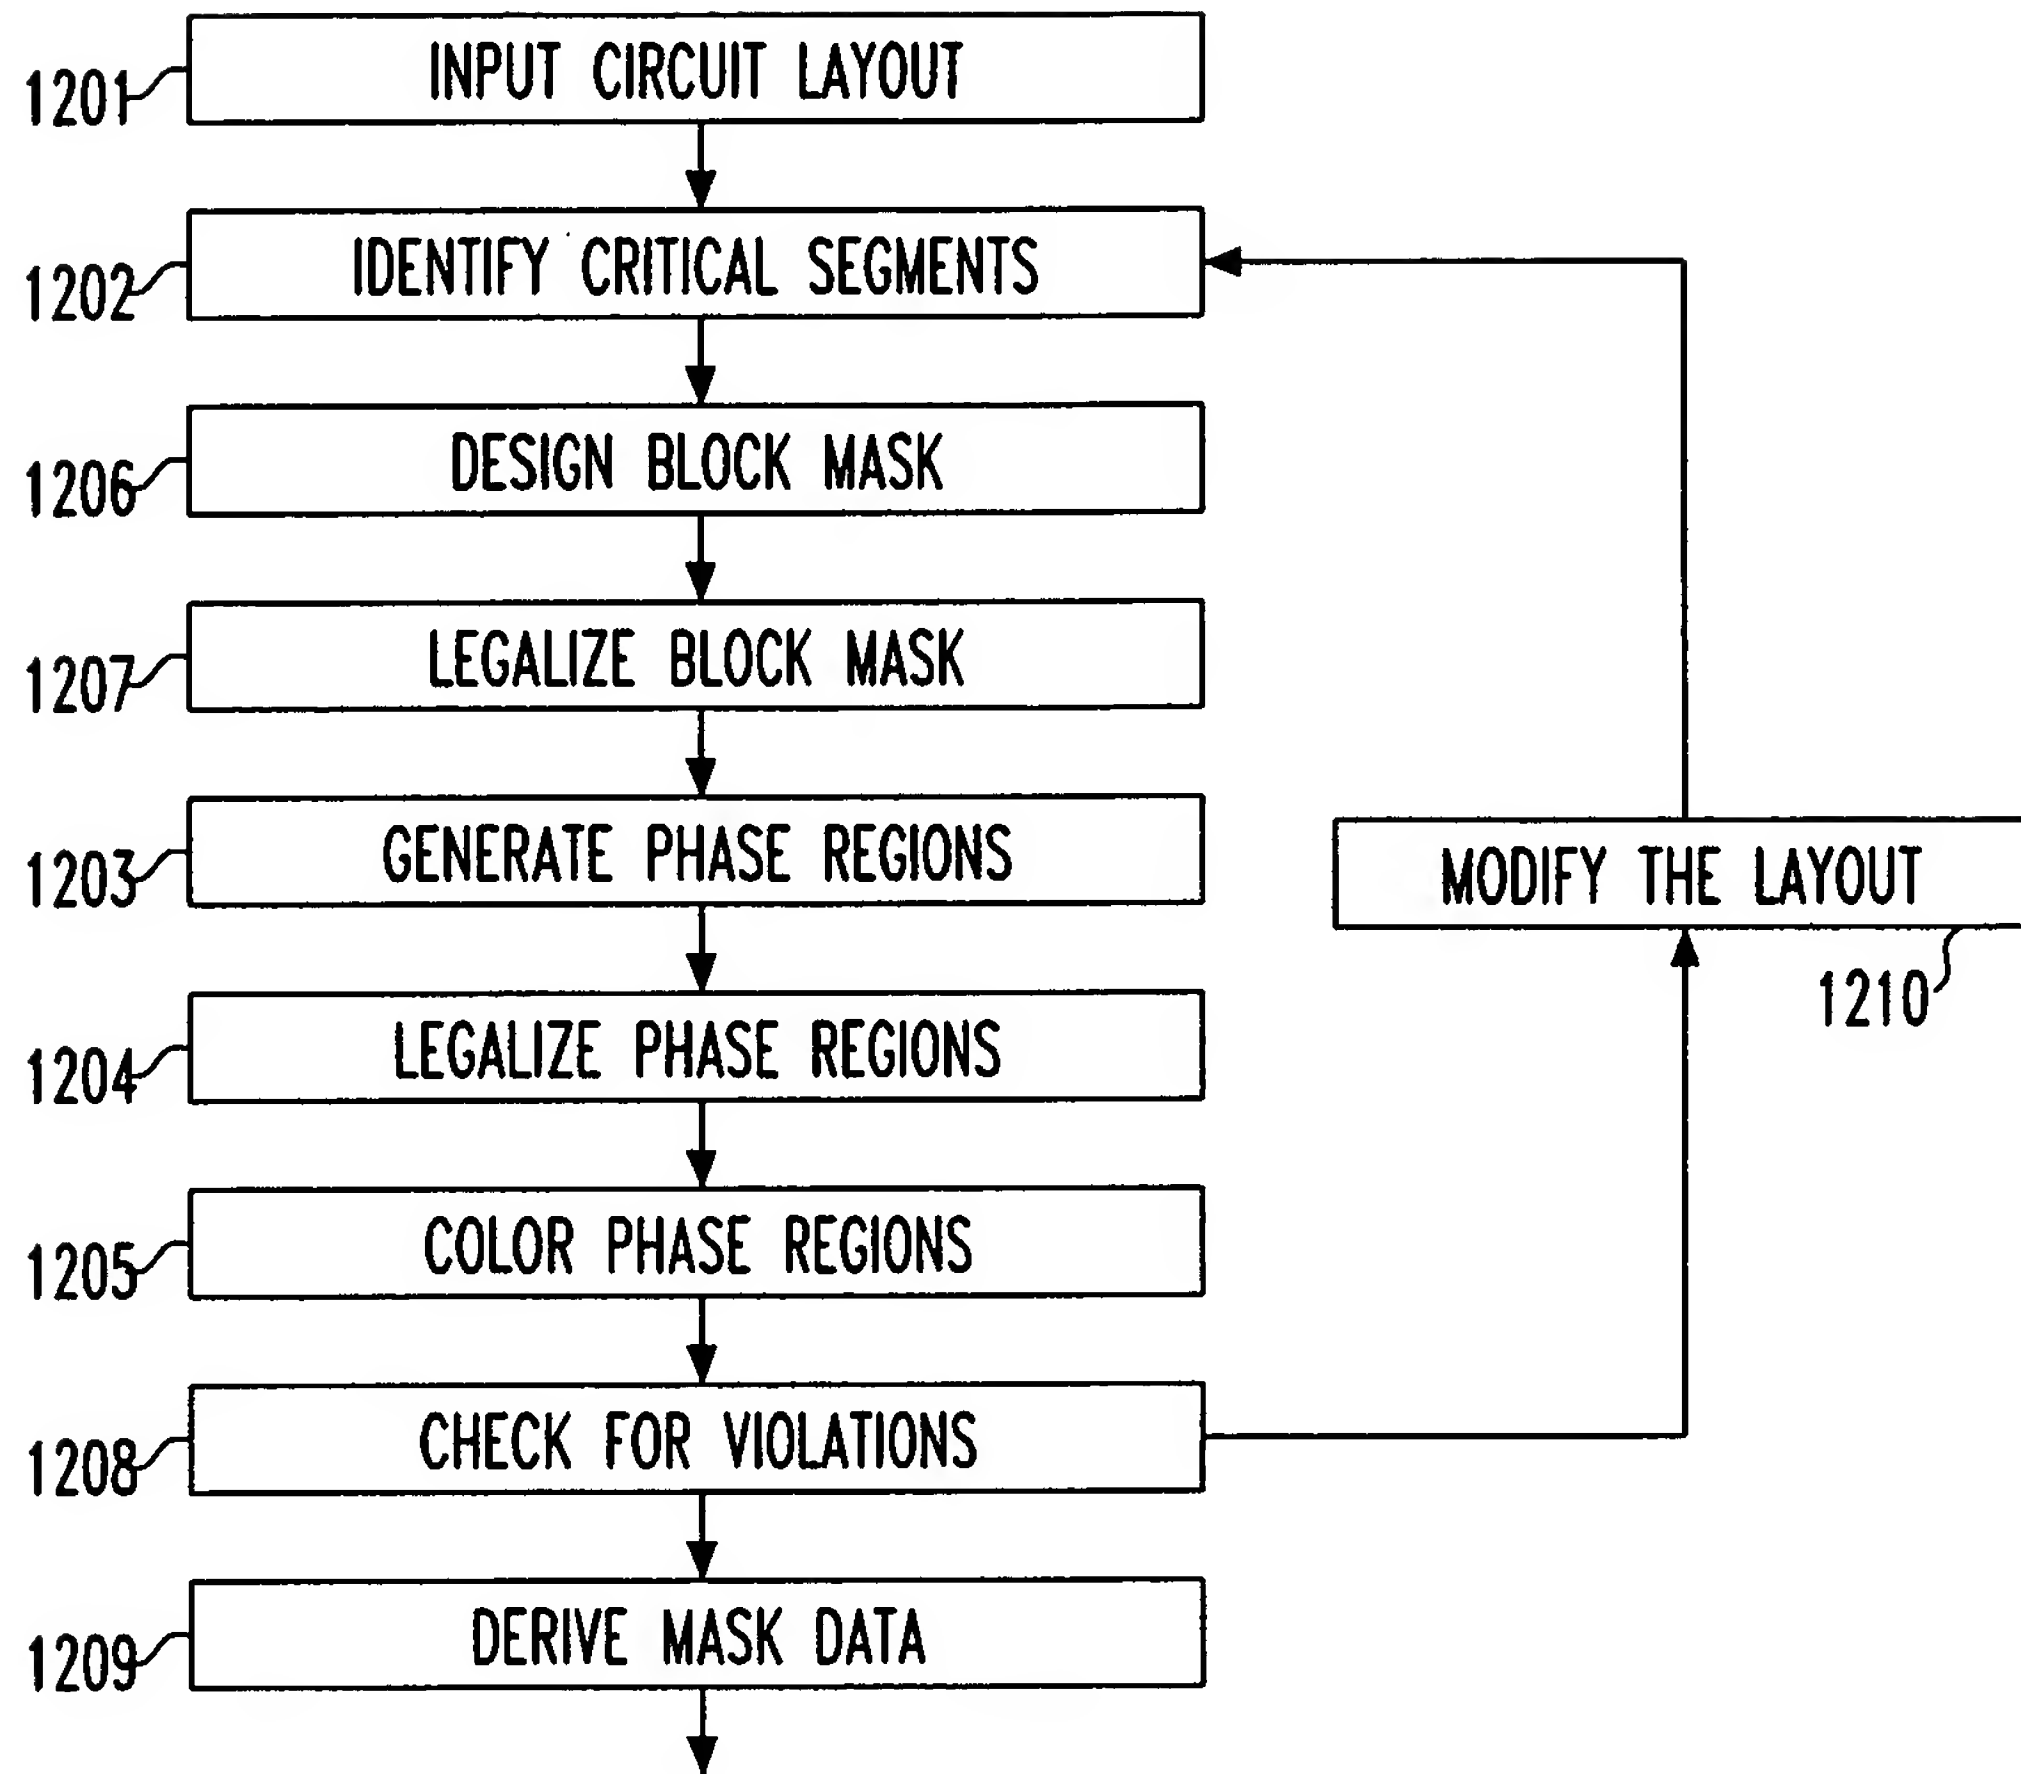 INPUT CIRCUIT LAYOUT
1201
IDENTIFY CRITICAL SEGMENTS
1202
DESIGN BLOCK MASK
1206
LEGALIZE BLOCK MASK
1207
GENERATE PHASE REGIONS
1203
MODIFY THE LAYOUT
1210
LEGALIZE PHASE REGIONS
1204
COLOR PHASE REGIONS
1205
CHECK FOR VIOLATIONS
1208
DERIVE MASK DATA
1209